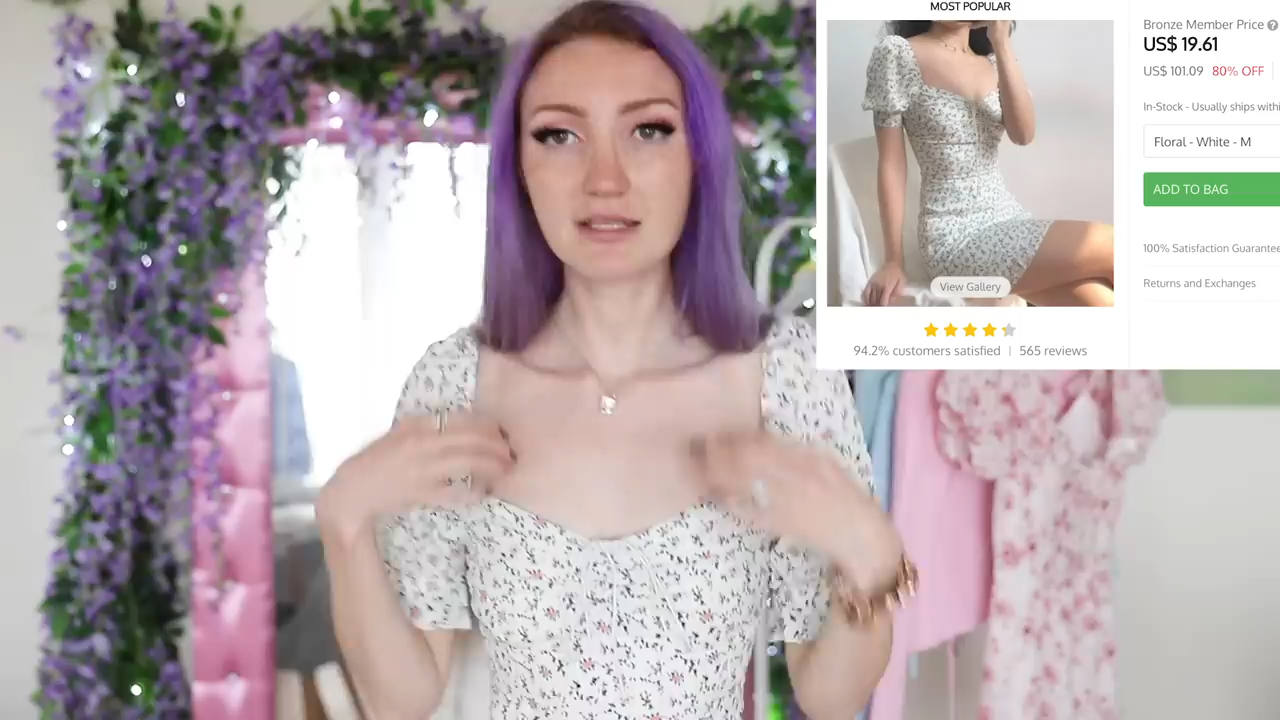 MOST POPULAR
View Gallery
94.2% customers satisfied | 565 reviews
Bronze Member Price ?
US$ 19.61
US$ 101.09 80% OFF
In-Stock - Usually ships withi
Floral - White - M
ADD TO BAG
100% Satisfaction Guarantee
Returns and Exchanges